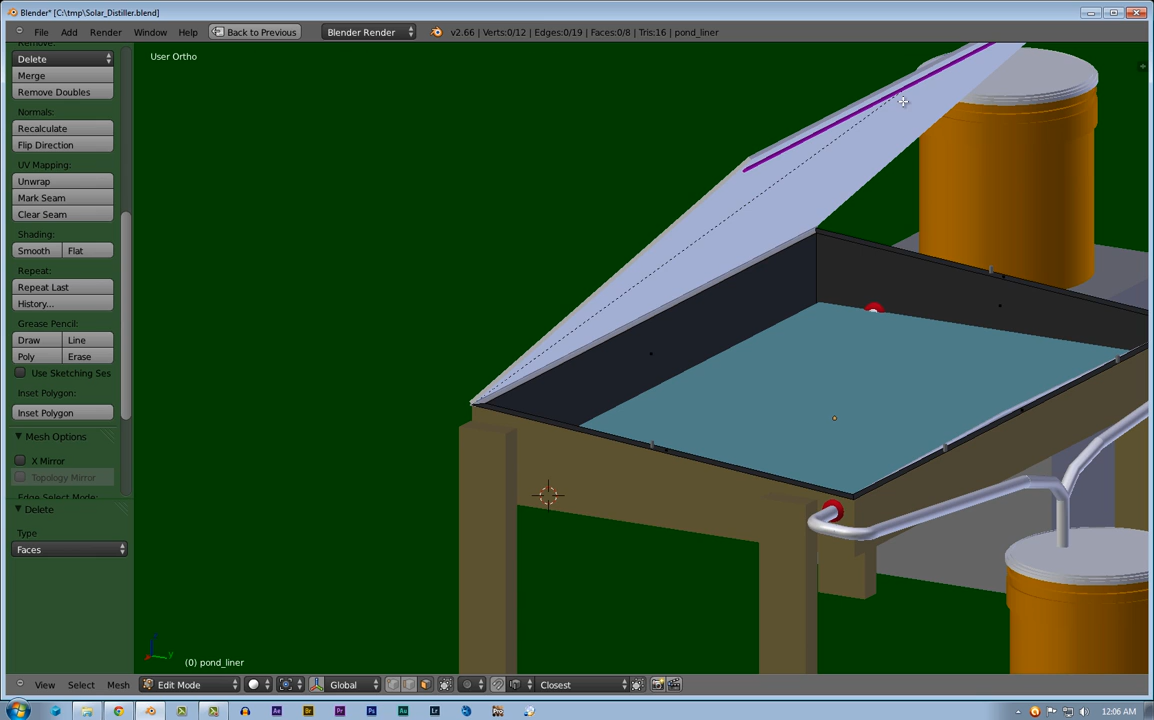 Blender* [C:\tmp\Solar_Distiller.blend]
File Add Render Window Help Back to Previous Blender Render v2.66 | Verts:0/12 | Edges:0/19 | Faces:0/8 | Tris:16 | pond_liner
Remove:
Delete
Merge
Remove Doubles
Normals:
Recalculate
Flip Direction
UV Mapping:
Unwrap
Mark Seam
Clear Seam
Shading:
Smooth Flat
Repeat:
Repeat Last
History...
Grease Pencil:
Draw Line
Poly Erase
Use Sketching Ses
Inset Polygon:
Inset Polygon
Mesh Options
X Mirror
Topology Mirror
Edge Select Mode:
Delete
Type
Faces
User Ortho
(0) pond_liner
View Select Mesh Edit Mode Global Closest
12:06 AM